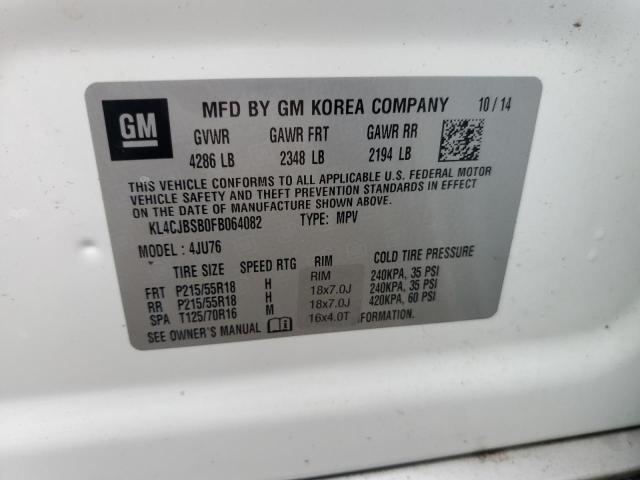 GM
MFD BY GM KOREA COMPANY 10/14
GVWR GAWR FRT GAWR RR
4286 LB 2348 LB 2194 LB
THIS VEHICLE CONFORMS TO ALL APPLICABLE U.S. FEDERAL MOTOR
VEHICLE SAFETY AND THEFT PREVENTION STANDARDS IN EFFECT
ON THE DATE OF MANUFACTURE SHOWN ABOVE.
KL4CJBSB0FB064082 TYPE: MPV
MODEL: 4JU76
TIRE SIZE SPEED RTG RIM COLD TIRE PRESSURE
RIM
FRT P215/55R18 H 18x7.0J 240KPA, 35 PSI
RR P215/55R18 H 18x7.0J 240KPA, 35 PSI
SPA T125/70R16 M 16x4.0T 420KPA, 60 PSI
SEE OWNER'S MANUAL FORMATION.